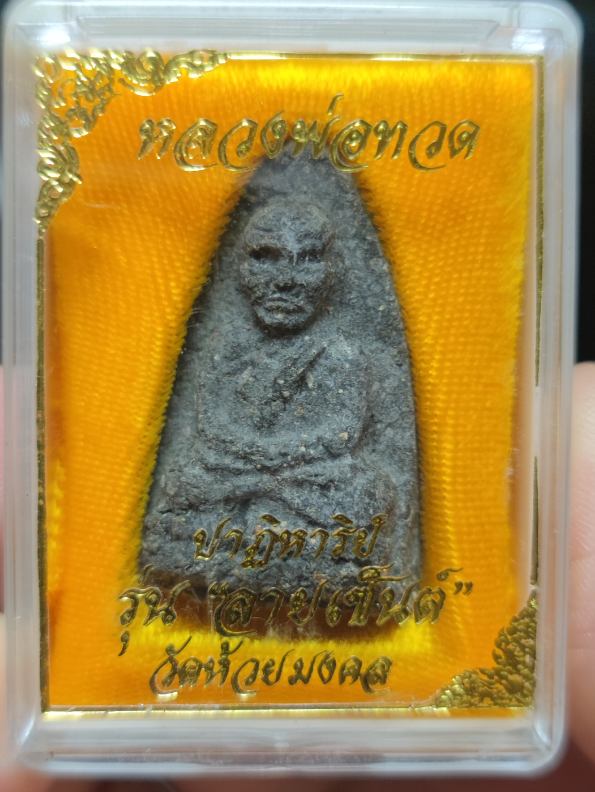 หลวงพ่อทวด
ปาฏิหาริย์
รุ่น "ลายเซ็นต์"
วัดห้วยมงคล